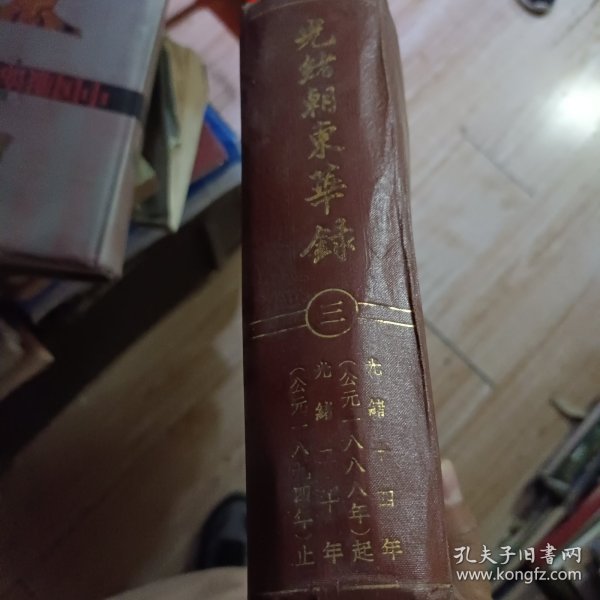 光緒朝東華錄
三
光緒十四年
(公元一八八八年)起
光緒二十年
(公元一八九四年)止
孔夫子旧書网
www.kongfz.com